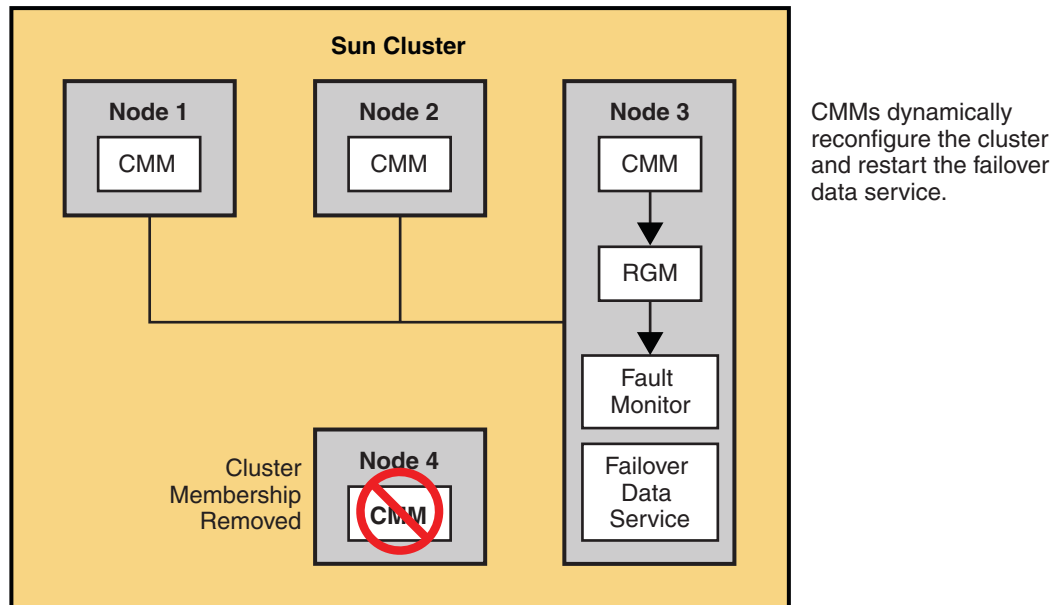 Sun Cluster
Node 1
CMM
Node 2
CMM
Node 3
CMM
RGM
Fault
Monitor
Failover
Data
Service
CMMs dynamically
reconfigure the cluster
and restart the failover
data service.
Cluster
Membership
Removed
Node 4
CMM